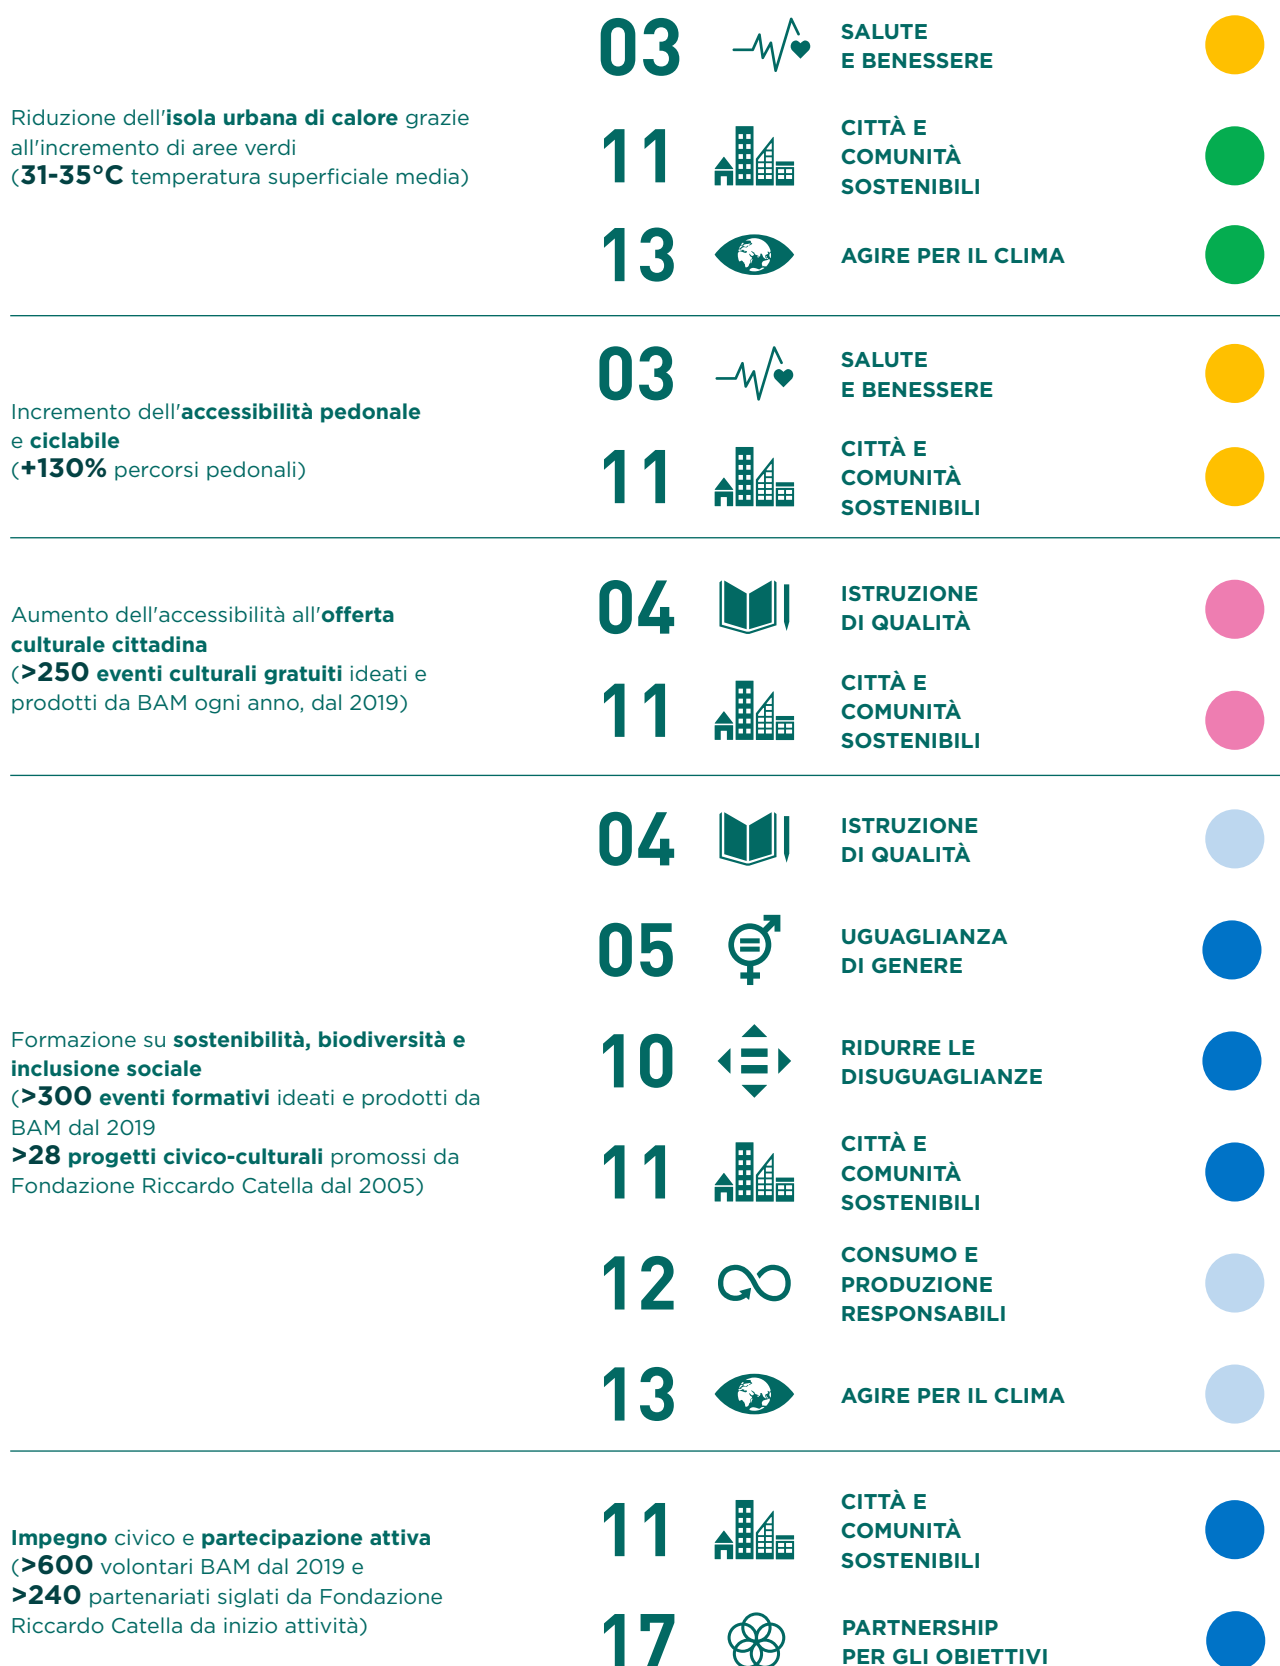 03
SALUTE
E BENESSERE
Riduzione dell'isola urbana di calore grazie
all'incremento di aree verdi
(31-35°C temperatura superficiale media)
11
CITTÀ E
COMUNITÀ
SOSTENIBILI
13
AGIRE PER IL CLIMA
Incremento dell'accessibilità pedonale
e ciclabile
(+130% percorsi pedonali)
03
SALUTE
E BENESSERE
11
CITTÀ E
COMUNITÀ
SOSTENIBILI
Aumento dell'accessibilità all'offerta
culturale cittadina
(>250 eventi culturali gratuiti ideati e
prodotti da BAM ogni anno, dal 2019)
04
ISTRUZIONE
DI QUALITÀ
11
CITTÀ E
COMUNITÀ
SOSTENIBILI
Formazione su sostenibilità, biodiversità e
inclusione sociale
(>300 eventi formativi ideati e prodotti da
BAM dal 2019
>28 progetti civico-culturali promossi da
Fondazione Riccardo Catella dal 2005)
04
ISTRUZIONE
DI QUALITÀ
05
UGUAGLIANZA
DI GENERE
10
RIDURRE LE
DISUGUAGLIANZE
11
CITTÀ E
COMUNITÀ
SOSTENIBILI
12
CONSUMO E
PRODUZIONE
RESPONSABILI
13
AGIRE PER IL CLIMA
Impegno civico e partecipazione attiva
(>600 volontari BAM dal 2019 e
>240 partenariati siglati da Fondazione
Riccardo Catella da inizio attività)
11
CITTÀ E
COMUNITÀ
SOSTENIBILI
17
PARTNERSHIP
PER GLI OBIETTIVI